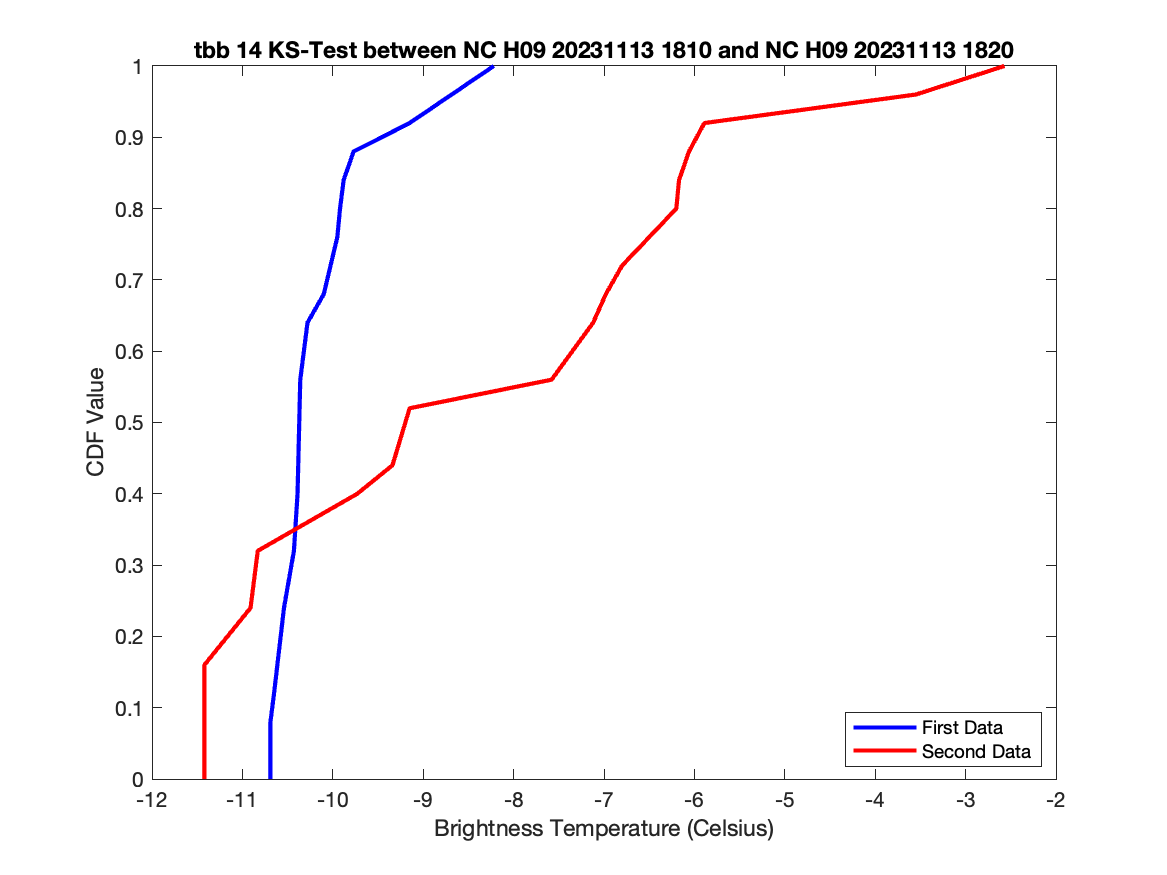 tbb 14 KS-Test between NC H09 20231113 1810 and NC H09 20231113 1820
1
0.9
0.8
0.7
0.6
0.5
0.4
0.3
0.2
0.1
0
CDF Value
First Data
Second Data
-12 -11 -10 -9 -8 -7 -6 -5 -4 -3 -2
Brightness Temperature (Celsius)